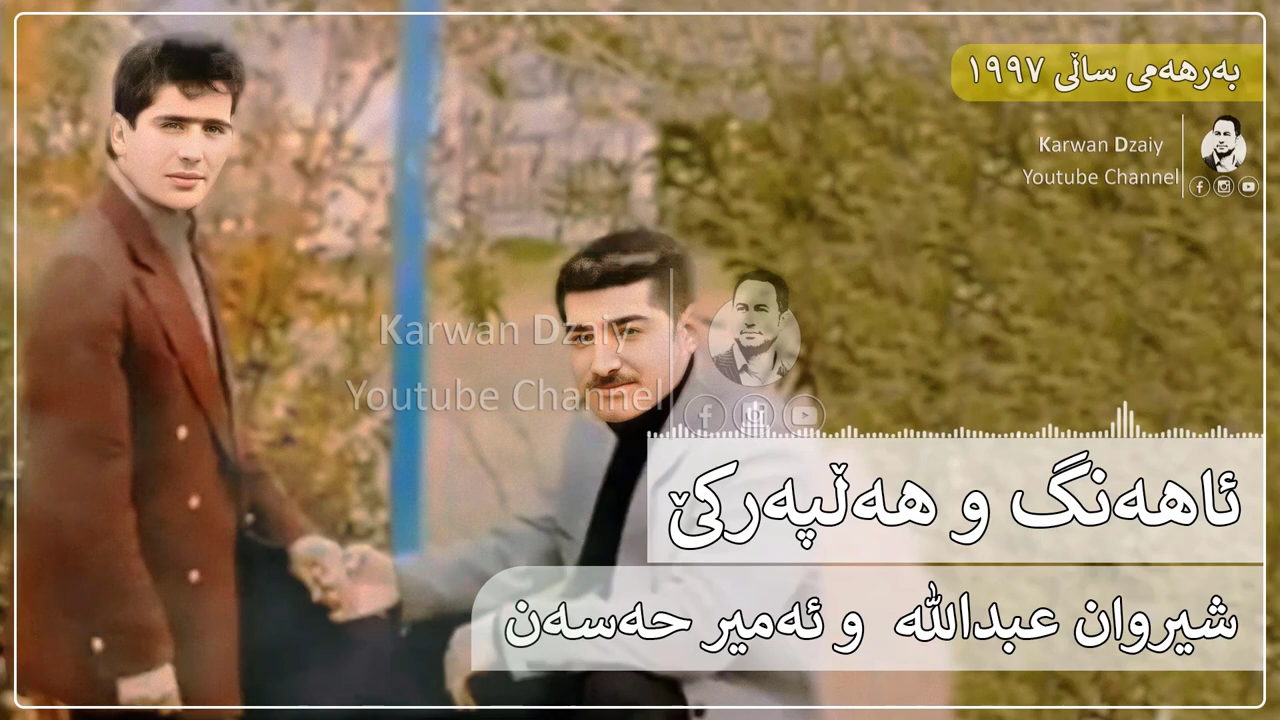 بەرهەمی ساڵی ١٩٩٧
Karwan Dzaiy
Youtube Channel
Karwan Dzaiy
Youtube Channel
ئاهەنگ و هەڵپەرکێ
شیروان عبدالله و ئەمیر حەسەن